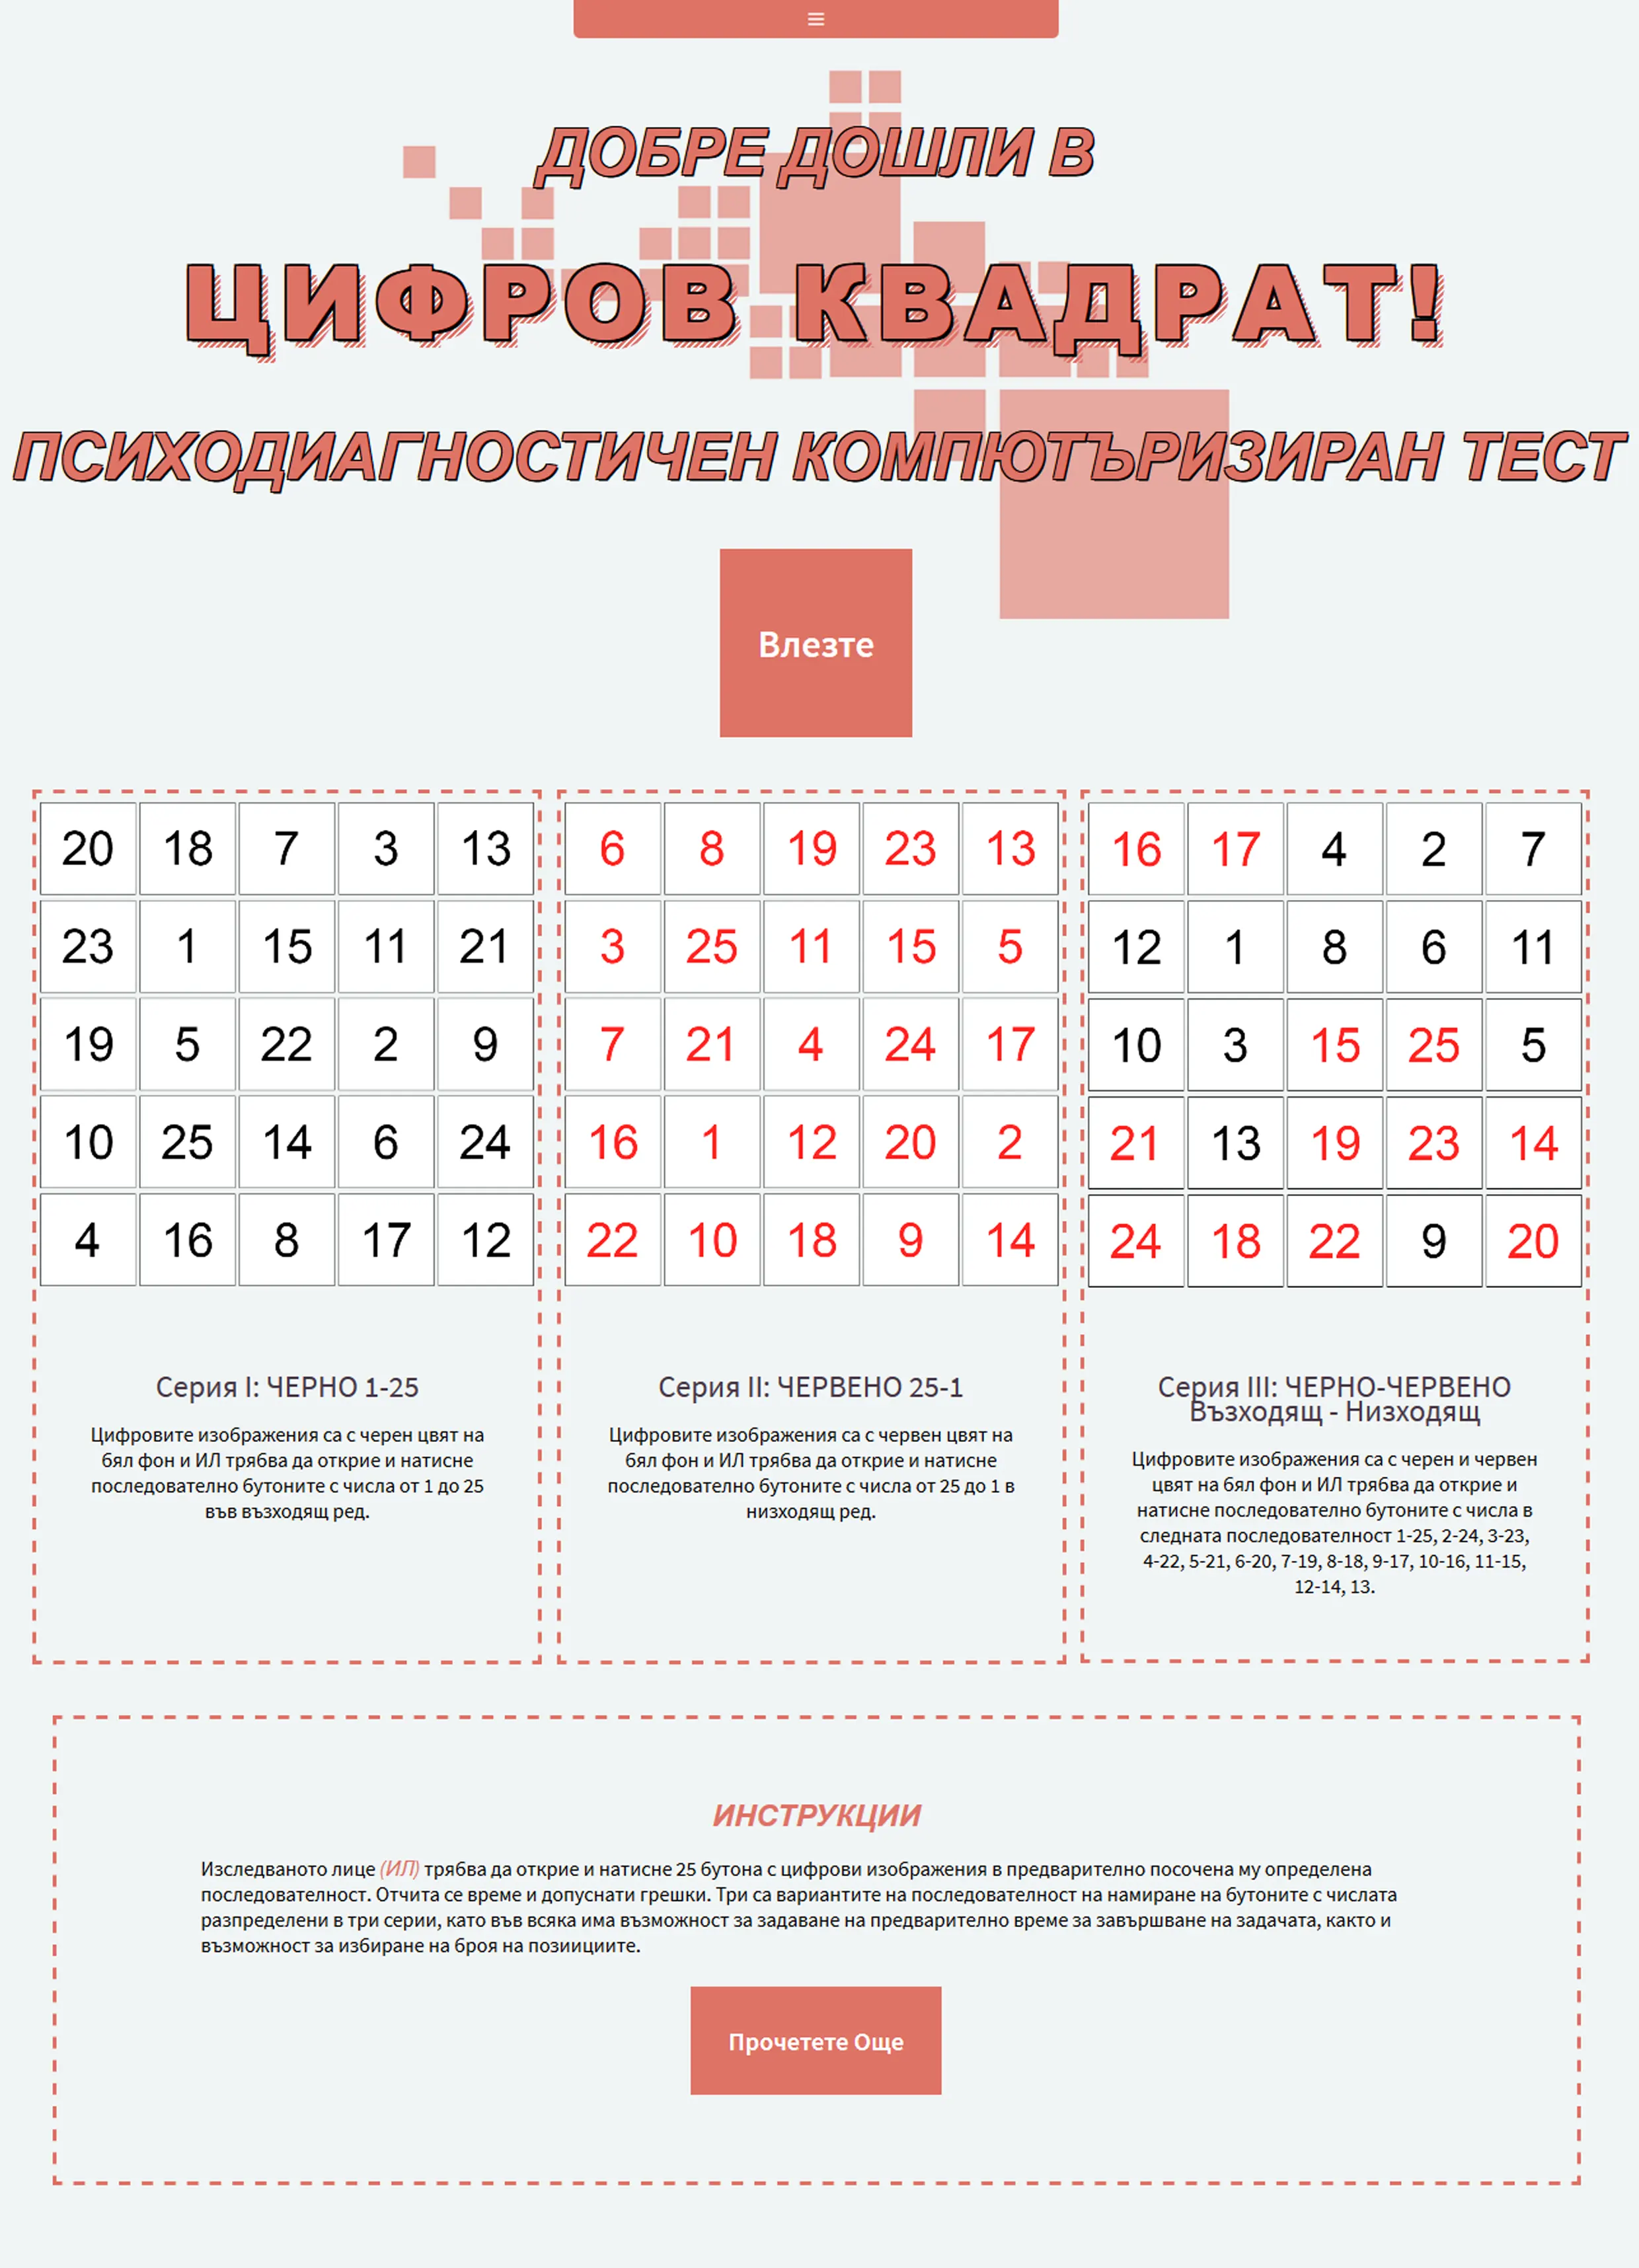 ДОБРЕ ДОШЛИ В
ЦИФРОВ КВАДРАТ!
ПСИХОДИАГНОСТИЧЕН КОМПЮТЪРИЗИРАН ТЕСТ
Влезте
20 18 7 3 13
23 1 15 11 21
19 5 22 2 9
10 25 14 6 24
4 16 8 17 12
Серия I: ЧЕРНО 1-25
Цифровите изображения са с черен цвят на
бял фон и ИЛ трябва да открие и натисне
последователно бутоните с числа от 1 до 25
във възходящ ред.
6 8 19 23 13
3 25 11 15 5
7 21 4 24 17
16 1 12 20 2
22 10 18 9 14
Серия II: ЧЕРВЕНО 25-1
Цифровите изображения са с червен цвят на
бял фон и ИЛ трябва да открие и натисне
последователно бутоните с числа от 25 до 1 в
низходящ ред.
16 17 4 2 7
12 1 8 6 11
10 3 15 25 5
21 13 19 23 14
24 18 22 9 20
Серия III: ЧЕРНО-ЧЕРВЕНО
Възходящ - Низходящ
Цифровите изображения са с черен и червен
цвят на бял фон и ИЛ трябва да открие и
натисне последователно бутоните с числа в
следната последователност 1-25, 2-24, 3-23,
4-22, 5-21, 6-20, 7-19, 8-18, 9-17, 10-16, 11-15,
12-14, 13.
ИНСТРУКЦИИ
Изследваното лице (ИЛ) трябва да открие и натисне 25 бутона с цифрови изображения в предварително посочена му определена
последователност. Отчита се време и допуснати грешки. Три са вариантите на последователност на намиране на бутоните с числата
разпределени в три серии, като във всяка има възможност за задаване на предварително време за завършване на задачата, както и
възможност за избиране на броя на позиициите.
Прочетете Още